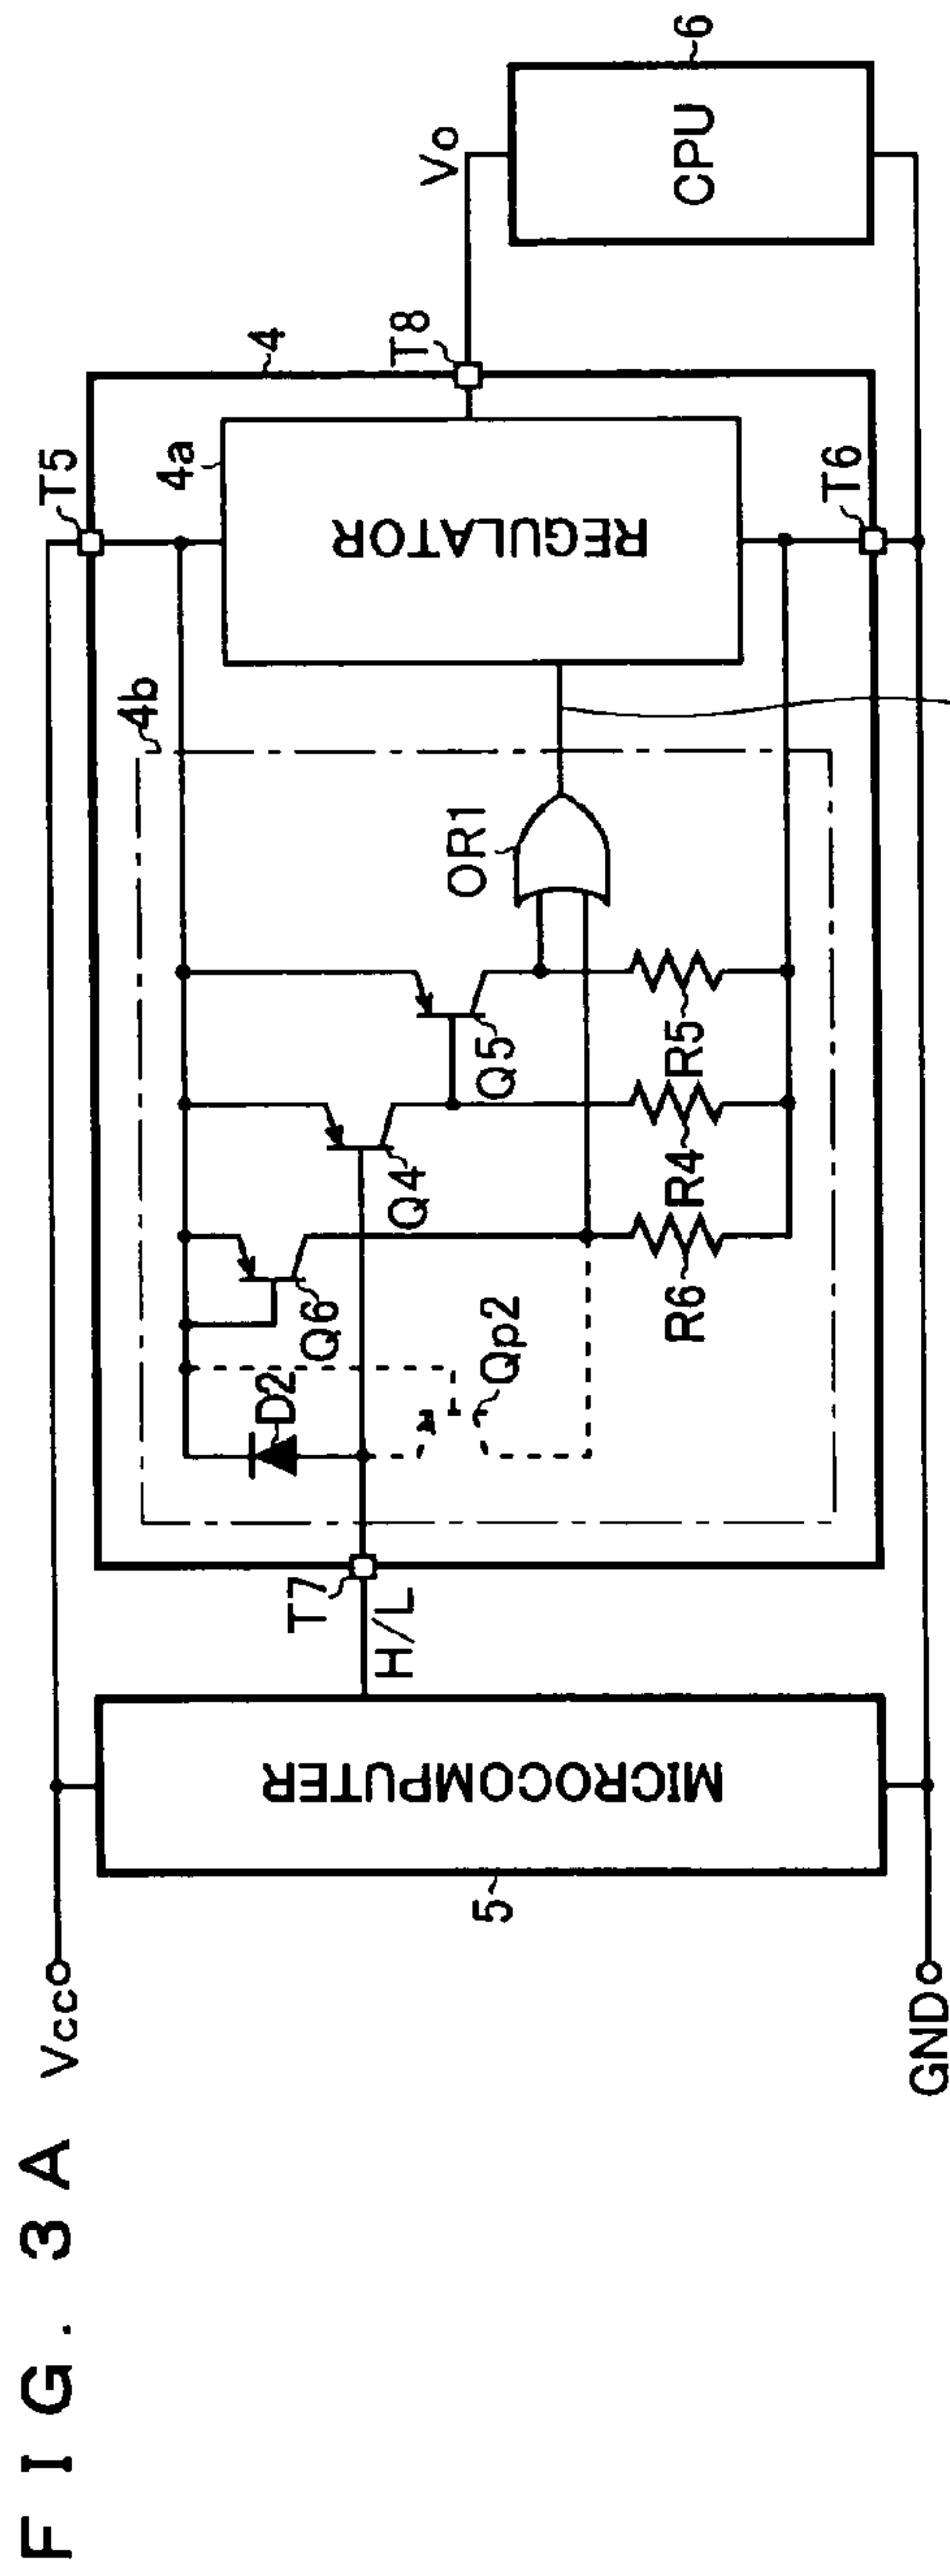 FIG. 3A
Vcc
GND
5
MICROCOMPUTER
H/L
T7
D2
Qp2
Q6
R6
Q4
R4
Q5
R5
OR1
4b
4a
REGULATOR
T5
T6
4
T8
Vo
CPU
6